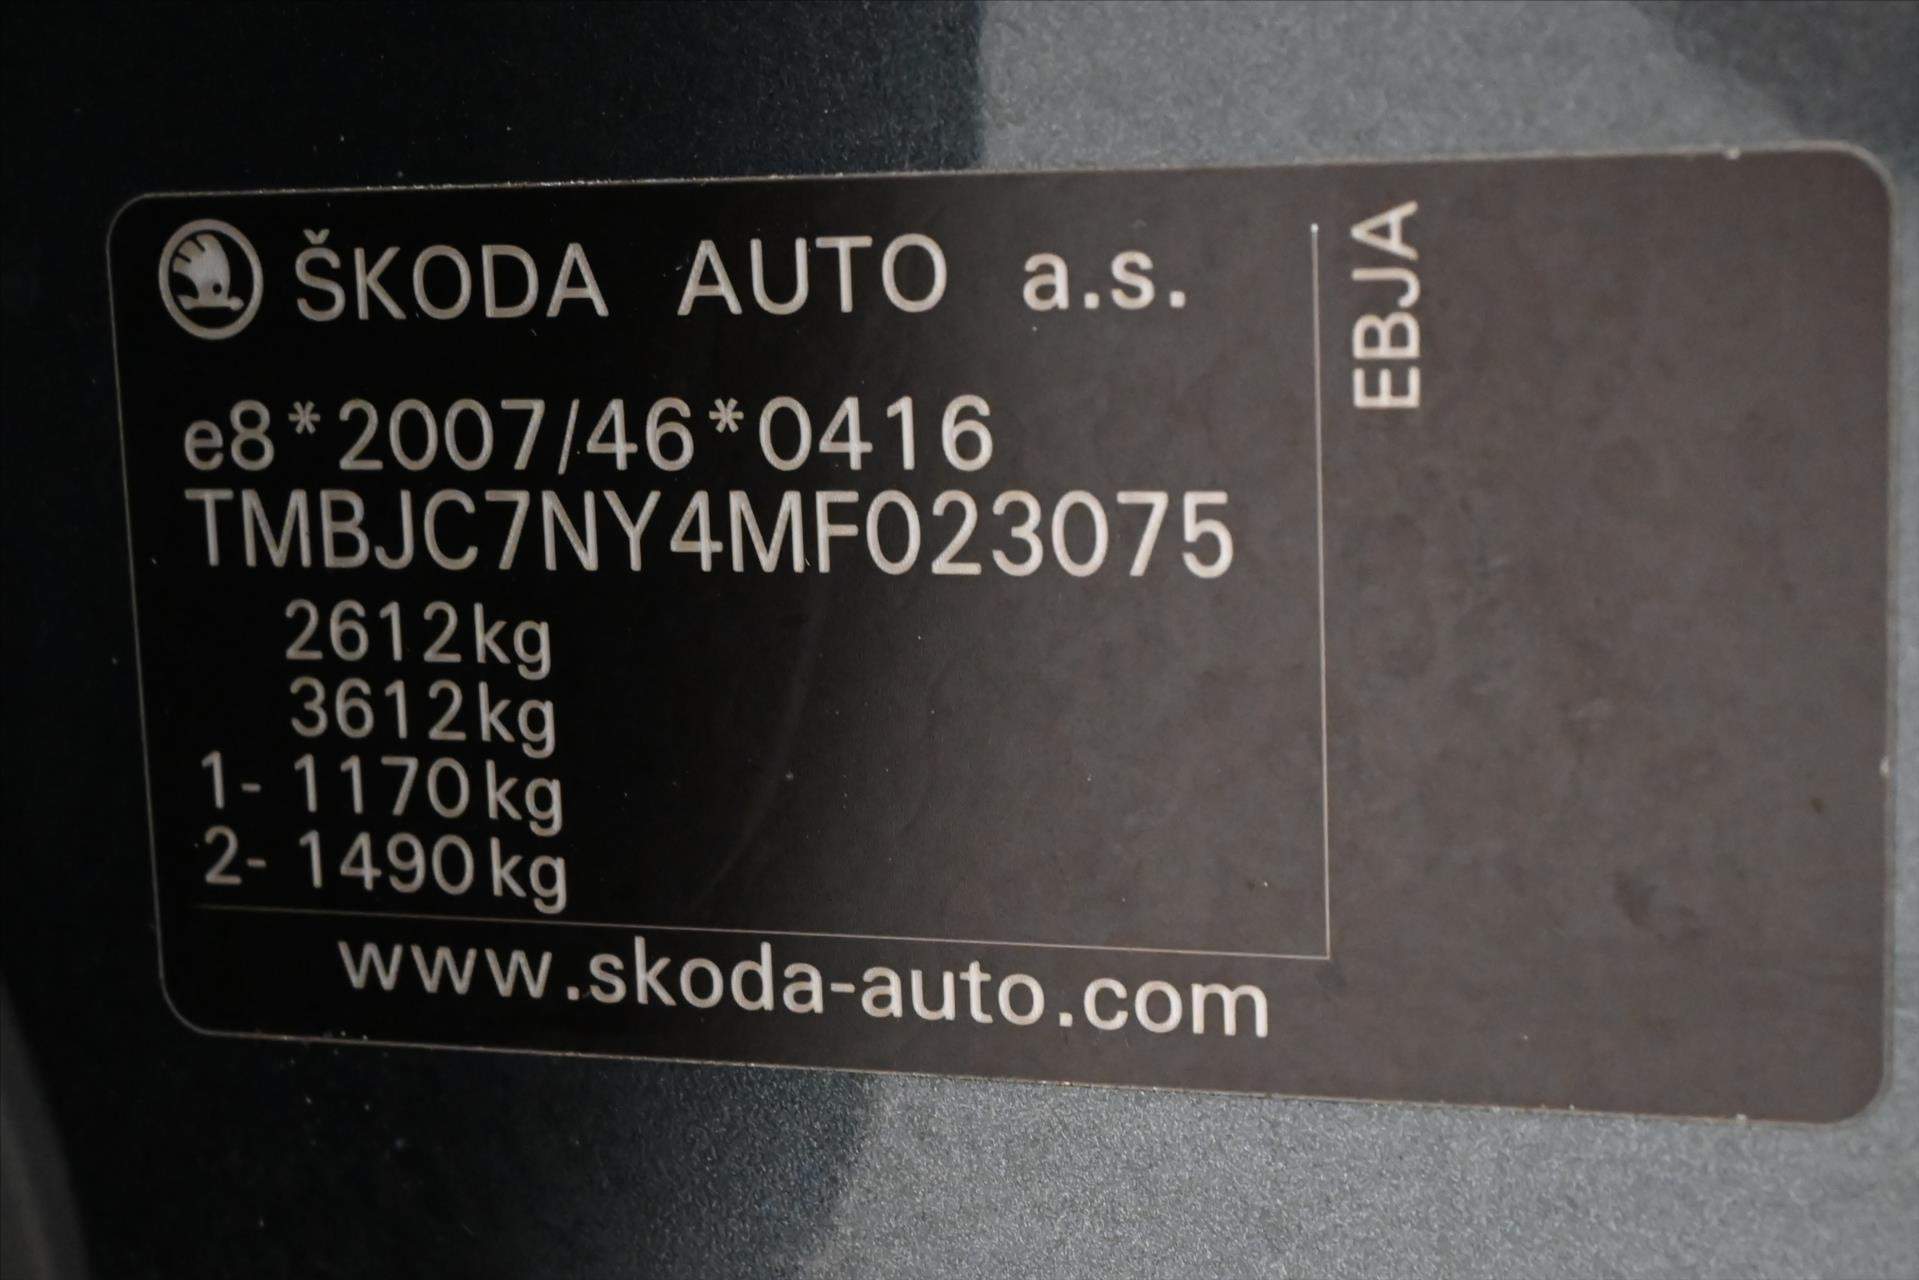 ŠKODA AUTO a.s.
e8*2007/46*0416
TMBJC7NY4MF023075
2612kg
3612kg
1- 1170kg
2- 1490kg
www.skoda-auto.com
EBJA